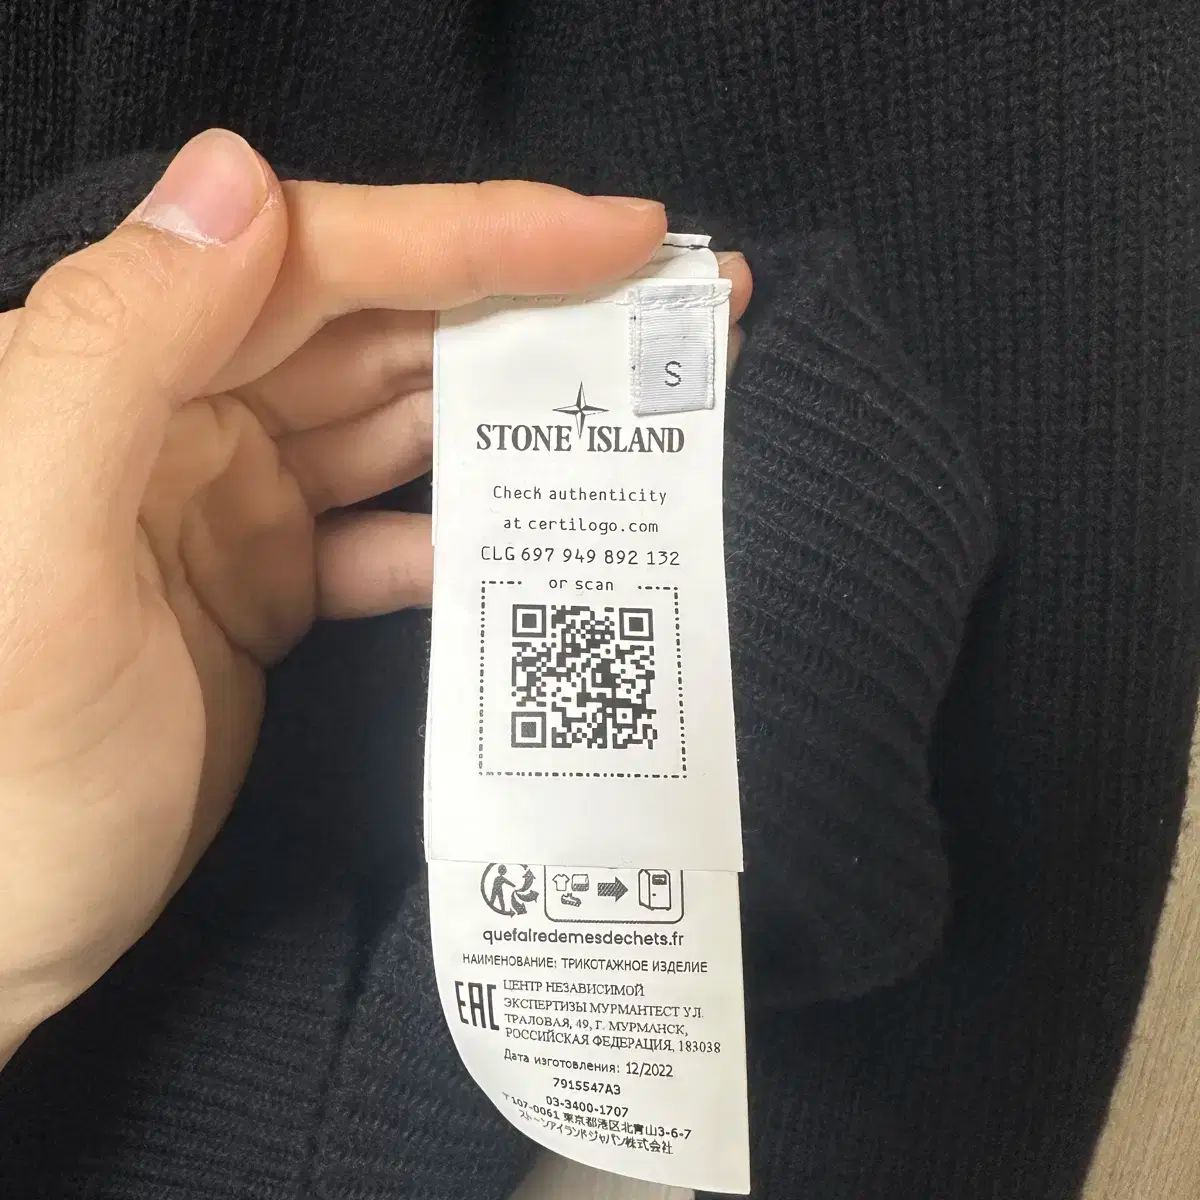 S
STONE ISLAND
Check authenticity
at certilogo.com
CLG 697 949 892 132
or scan
quefairedemesdechets.fr
НАИМЕНОВАНИЕ: ТРИКОТАЖНОЕ ИЗДЕЛИЕ
EAC
ЦЕНТР НЕЗАВИСИМОЙ
ЭКСПЕРТИЗЫ МУРМАНТЕСТ УЛ.
ТРАЛОВАЯ, 49, Г. МУРМАНСК,
РОССИЙСКАЯ ФЕДЕРАЦИЯ, 183038
Дата изготовления: 12/2022
7915547A3
03-3400-1707
〒107-0061 東京都港区北青山3-6-7
ストーンアイランドジャパン株式会社